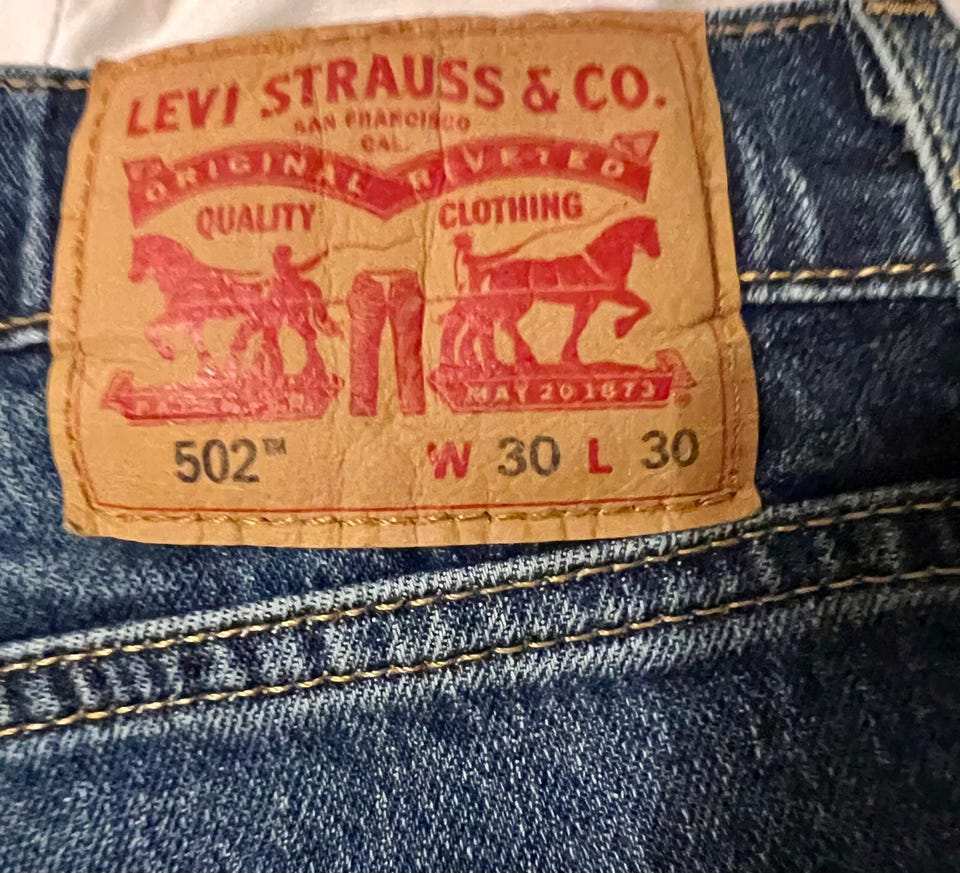 LEVI STRAUSS & CO.
SAN FRANCISCO
CAL.
ORIGINAL RIVETED
QUALITY CLOTHING
MAY 20 1873
502™ W 30 L 30